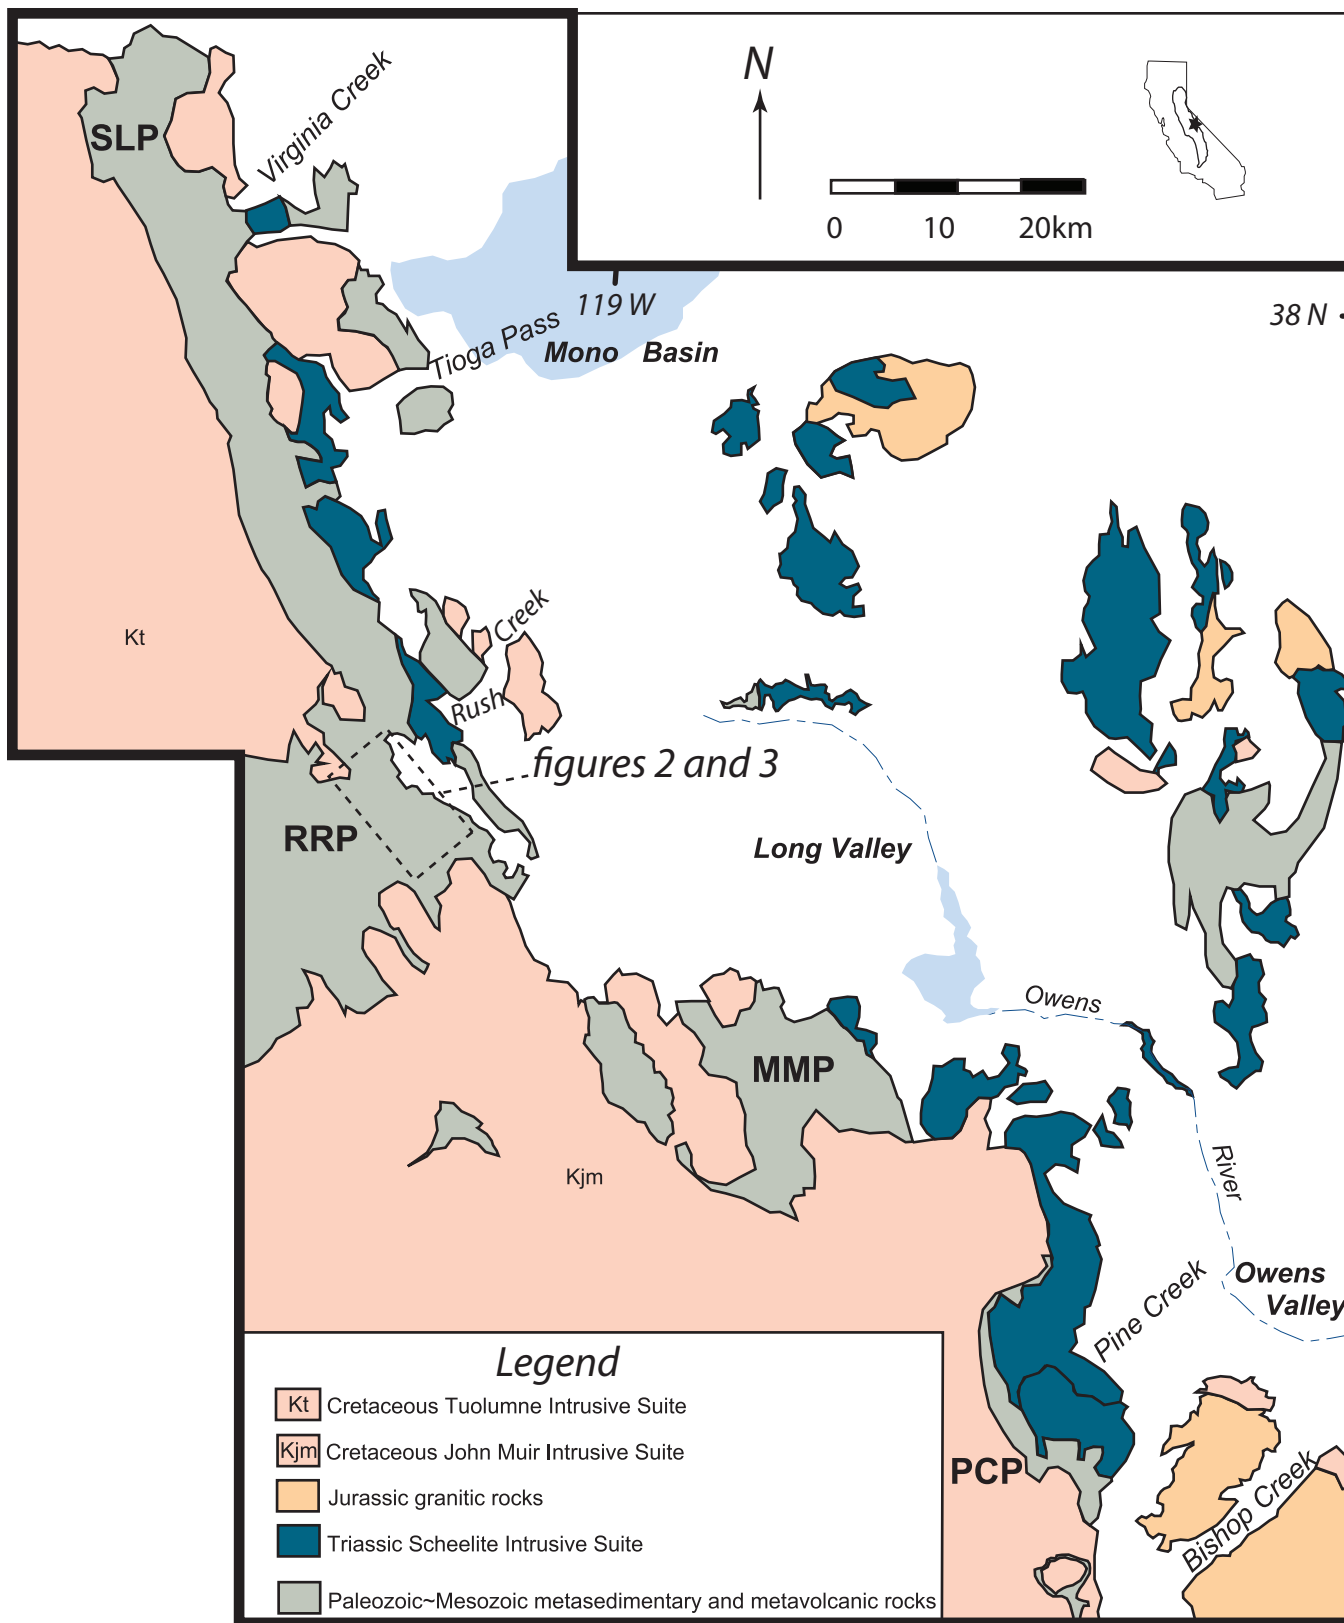 N
0 10 20km
119 W
38 N
SLP
Virginia Creek
Tioga Pass
Mono Basin
Kt
Creek
Rush
figures 2 and 3
RRP
Long Valley
Owens
MMP
River
Kjm
Owens
Valley
Pine Creek
PCP
Bishop Creek
Legend
Kt Cretaceous Tuolumne Intrusive Suite
Kjm Cretaceous John Muir Intrusive Suite
Jurassic granitic rocks
Triassic Scheelite Intrusive Suite
Paleozoic~Mesozoic metasedimentary and metavolcanic rocks